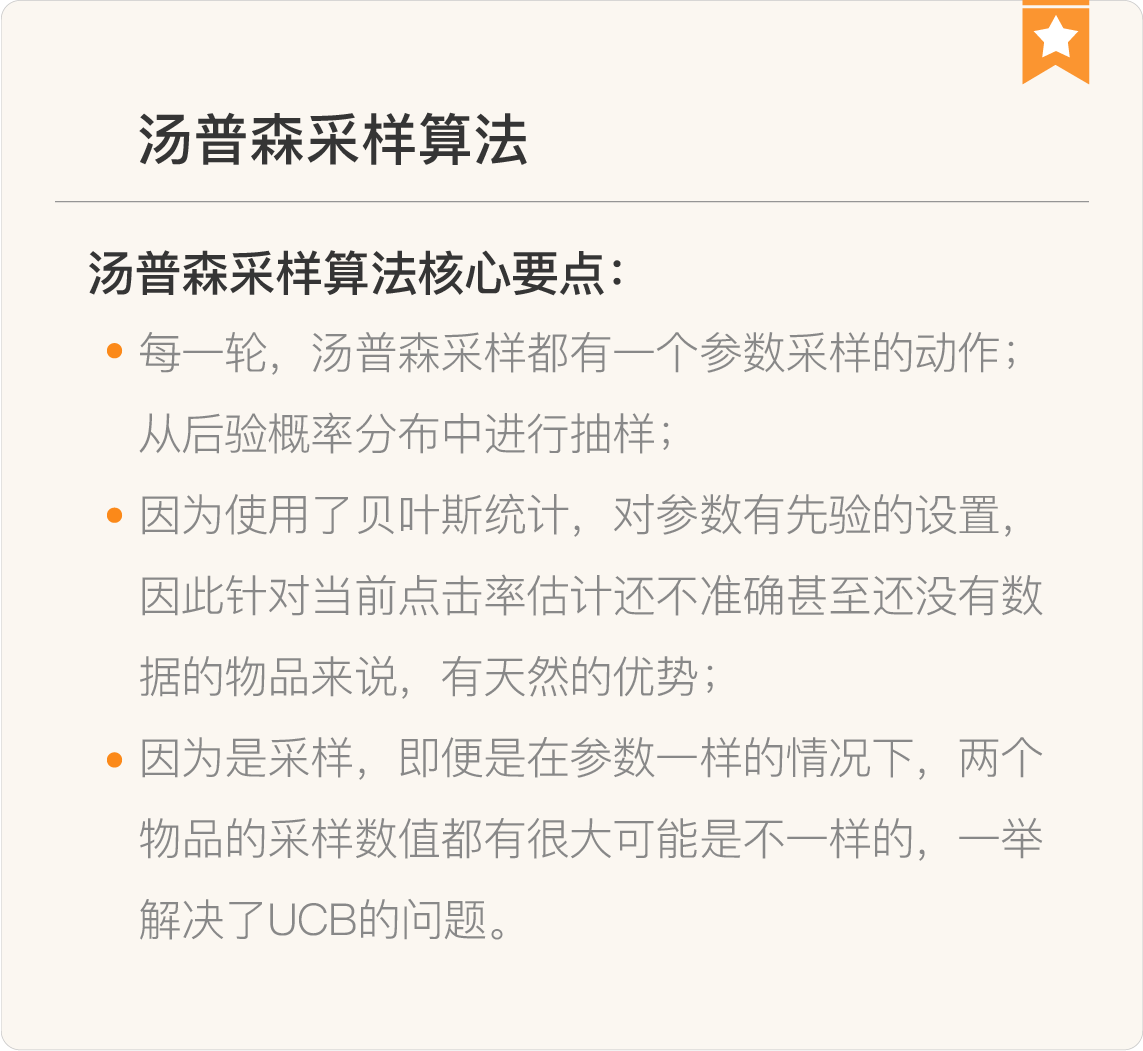 汤普森采样算法
汤普森采样算法核心要点：
每一轮，汤普森采样都有一个参数采样的动作；
从后验概率分布中进行抽样；
因为使用了贝叶斯统计，对参数有先验的设置，
因此针对当前点击率估计还不准确甚至还没有数
据的物品来说，有天然的优势；
因为是采样，即便是在参数一样的情况下，两个
物品的采样数值都有很大可能是不一样的，一举
解决了UCB的问题。